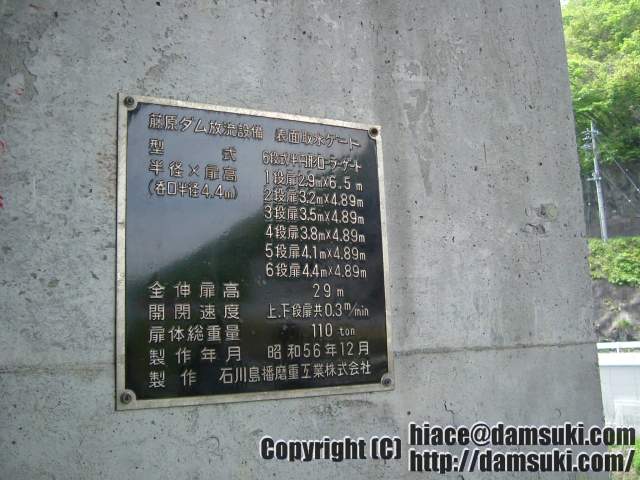 藤原ダム放流設備 表面取水ゲート
型式 6段式半円形ローラーゲート
半径×扉高 1段扉2.9m×6.5m
(呑口半径4.4m) 2段扉3.2m×4.89m
3段扉3.5m×4.89m
4段扉3.8m×4.89m
5段扉4.1m×4.89m
6段扉4.4m×4.89m
全伸扉高 29m
開閉速度 上、下段扉共0.3m/min
扉体総重量 110ton
製作年月 昭和56年12月
製作 石川島播磨重工業株式会社
Copyright (C) hiace@damsuki.com/
http://damsuki.com/